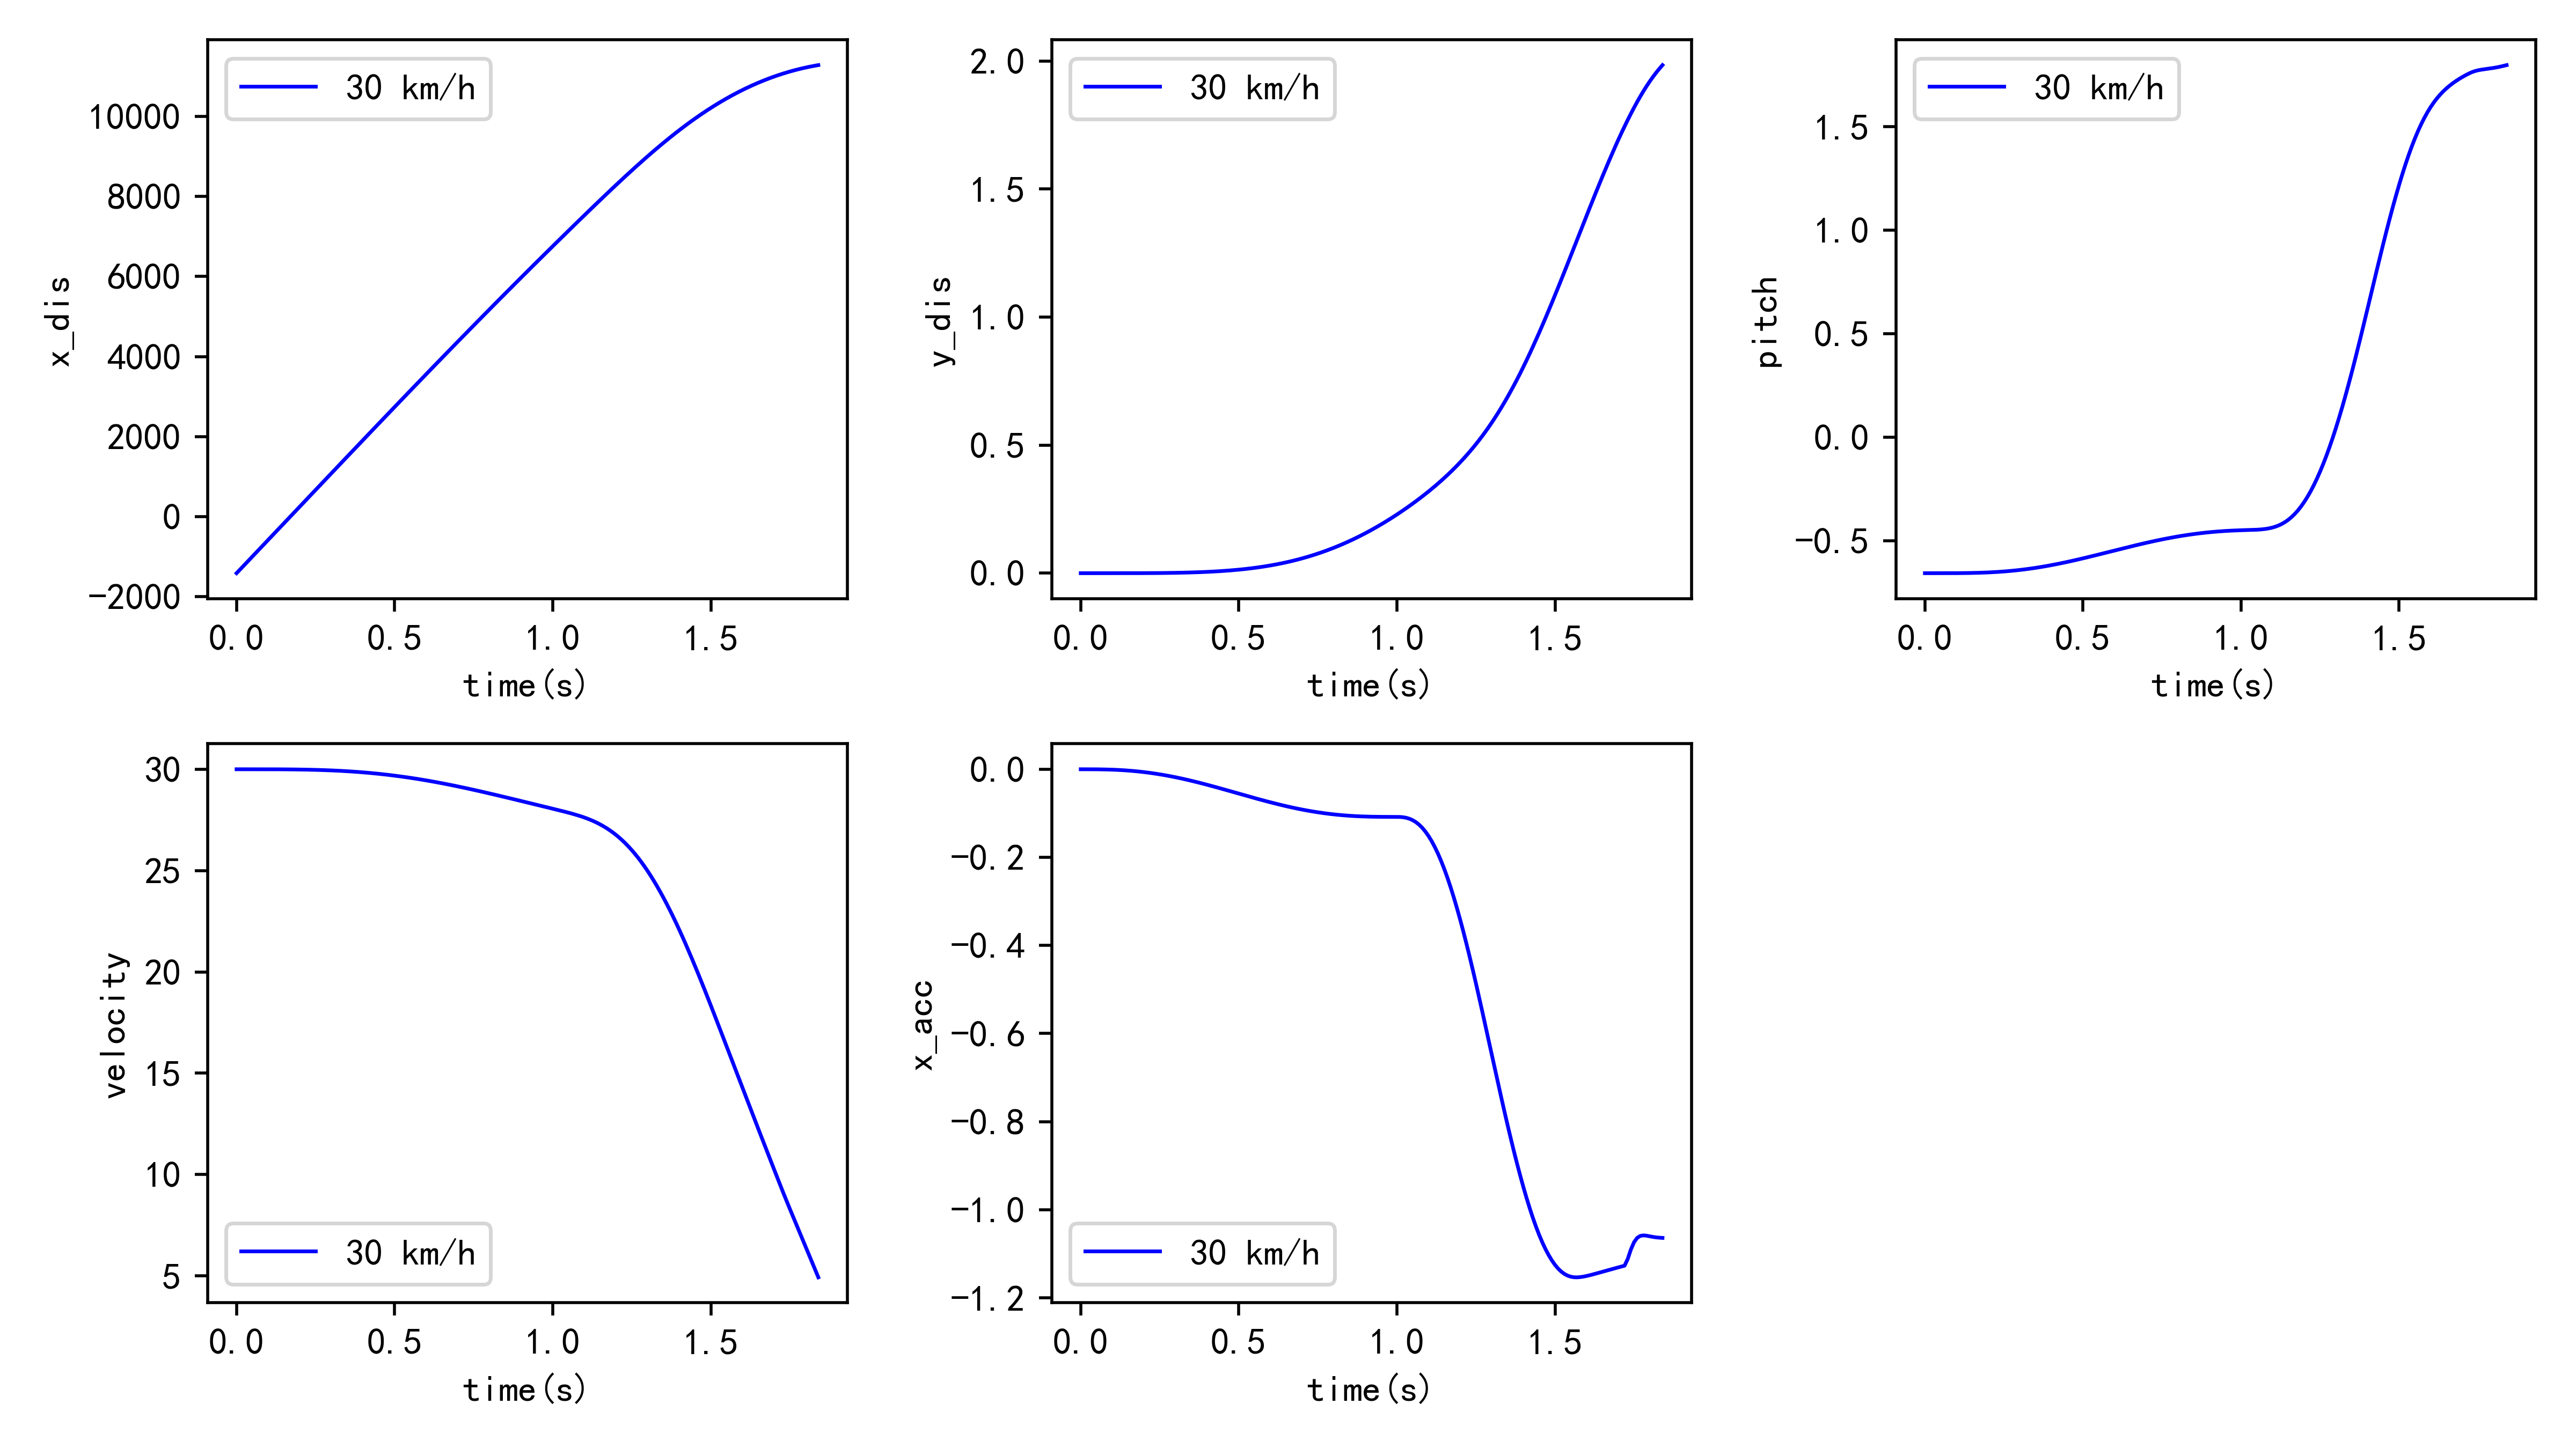 30 km/h
10000
8000
6000
4000
2000
0
−2000
x_dis
0.0 0.5 1.0 1.5
time(s)
30 km/h
2.0
1.5
1.0
0.5
0.0
y_dis
0.0 0.5 1.0 1.5
time(s)
30 km/h
1.5
1.0
0.5
0.0
−0.5
pitch
0.0 0.5 1.0 1.5
time(s)
30
25
20
15
10
5
velocity
30 km/h
0.0 0.5 1.0 1.5
time(s)
0.0
−0.2
−0.4
−0.6
−0.8
−1.0
−1.2
x_acc
30 km/h
0.0 0.5 1.0 1.5
time(s)